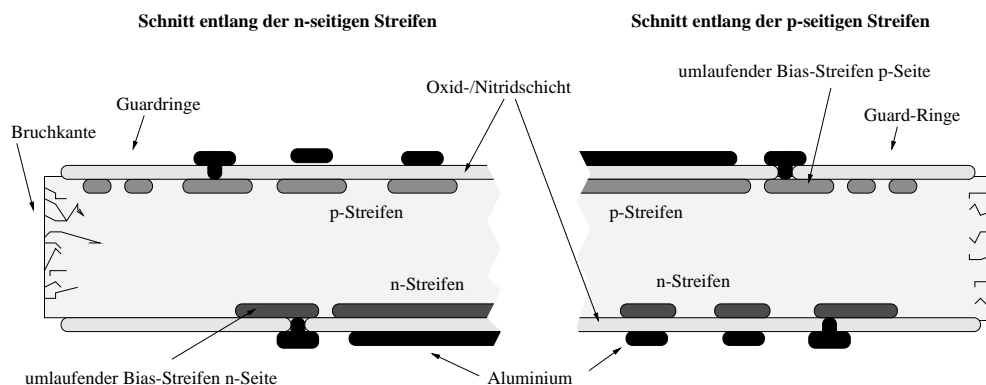 Schnitt entlang der n-seitigen Streifen
Schnitt entlang der p-seitigen Streifen
umlaufender Bias-Streifen p-Seite
Oxid-/Nitridschicht
Guardringe
Guard-Ringe
Bruchkante
p-Streifen
p-Streifen
n-Streifen
n-Streifen
umlaufender Bias-Streifen n-Seite
Aluminium